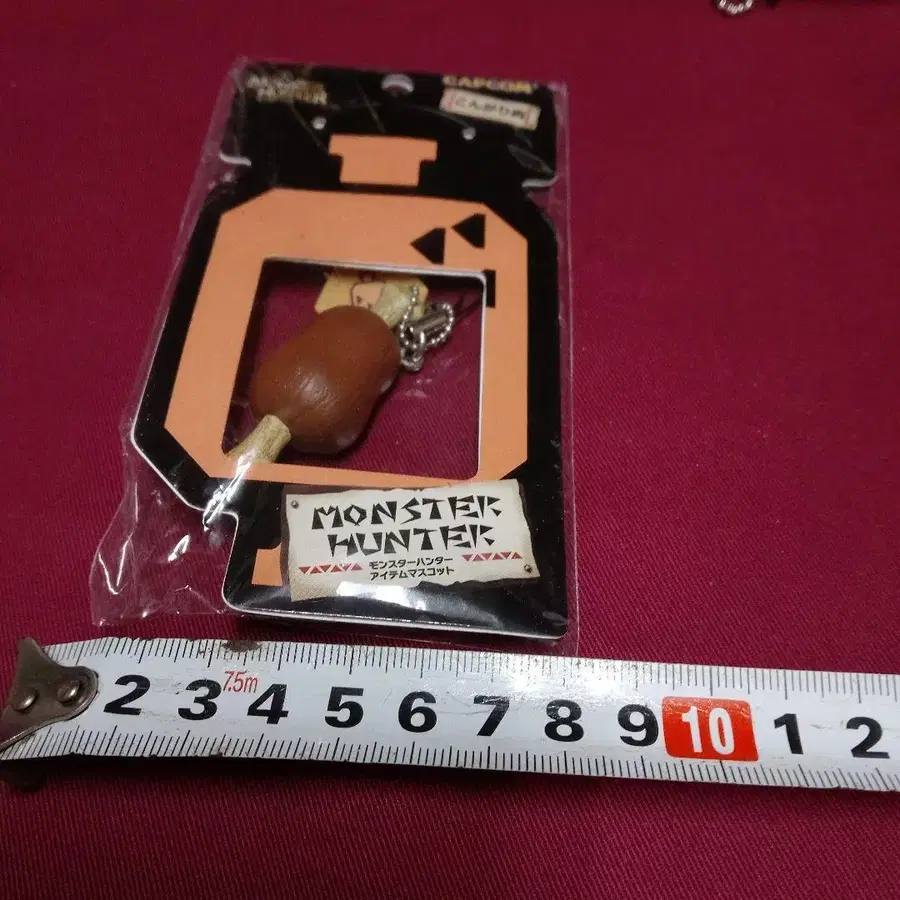 CAPCOM
こんがり肉
MONSTER
HUNTER
モンスターハンター
アイテムマスコット
7.5m
2 3 4 5 6 7 8 9 10 1 2